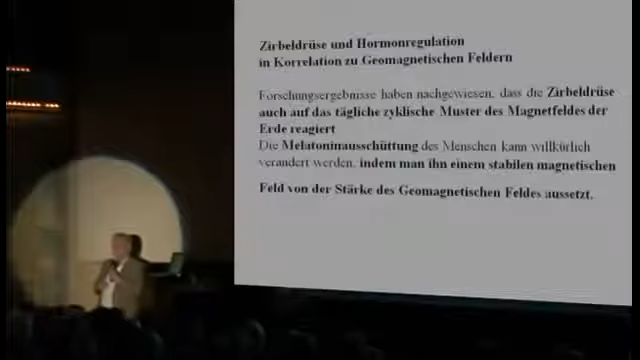 Zirbeldrüse und Hormonregulation
in Korrelation zu Geomagnetischen Feldern
Forschungsergebnisse haben nachgewiesen, dass die Zirbeldrüse
auch auf das tägliche zyklische Muster des Magnetfeldes der
Erde reagiert
Die Melatoninausschüttung des Menschen kann willkürlich
verändert werden, indem man ihn einem stabilen magnetischen
Feld von der Stärke des Geomagnetischen Feldes aussetzt.